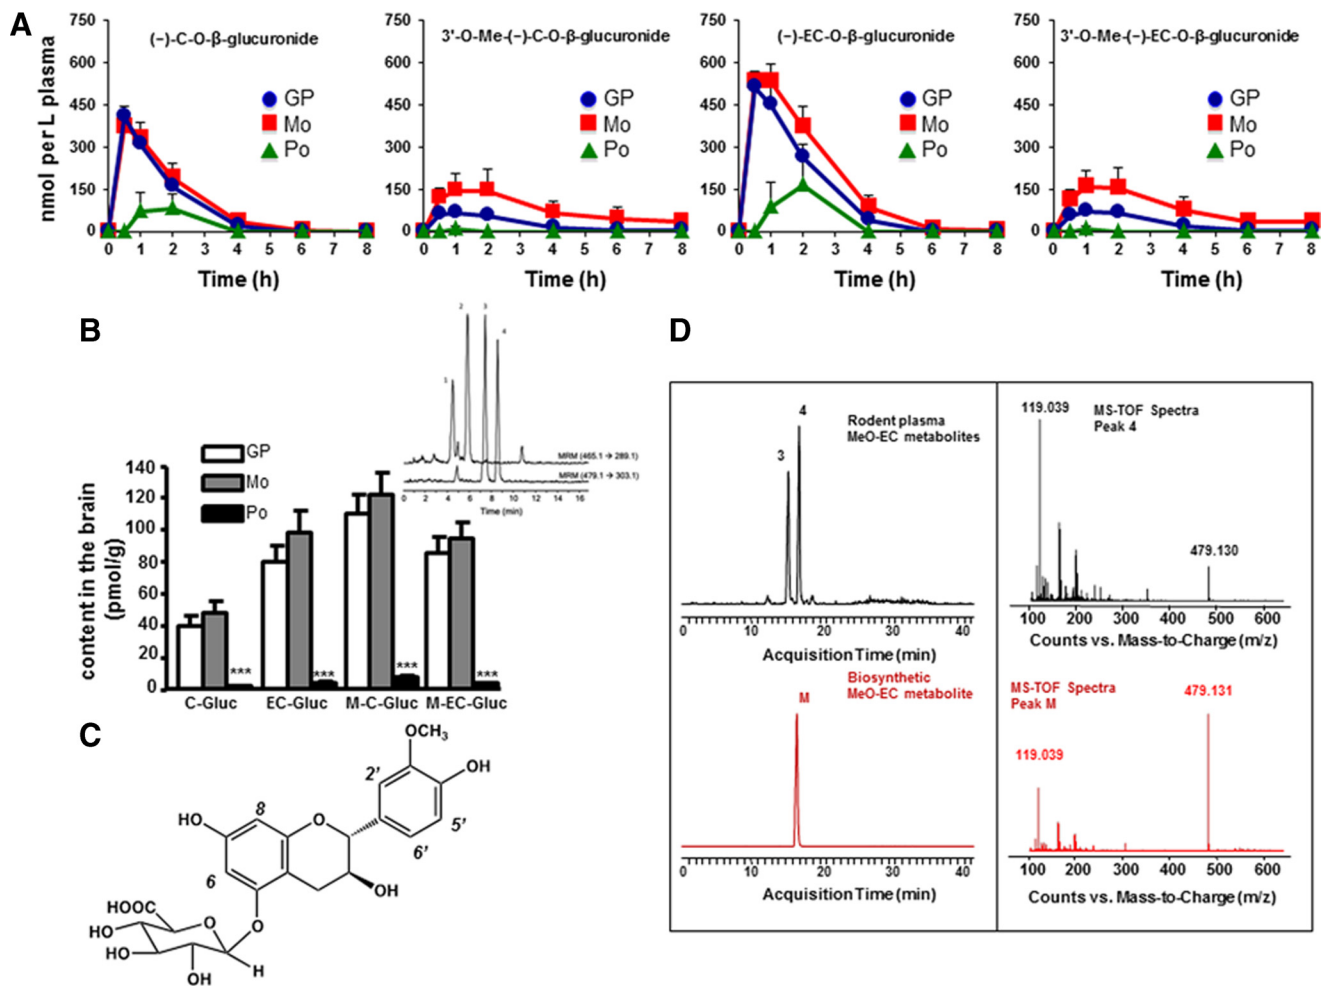 A
nmol per L plasma
750
600
450
300
150
0
(−)-C-O-β-glucuronide
GP
Mo
Po
0 1 2 3 4 5 6 7 8
Time (h)
750
600
450
300
150
0
3'-O-Me-(−)-C-O-β-glucuronide
GP
Mo
Po
0 1 2 3 4 5 6 7 8
Time (h)
750
600
450
300
150
0
(−)-EC-O-β-glucuronide
GP
Mo
Po
0 1 2 3 4 5 6 7 8
Time (h)
750
600
450
300
150
0
3'-O-Me-(−)-EC-O-β-glucuronide
GP
Mo
Po
0 1 2 3 4 5 6 7 8
Time (h)
B
content in the brain
(pmol/g)
140
120
100
80
60
40
20
0
GP
Mo
Po
*** *** *** ***
C-Gluc EC-Gluc M-C-Gluc M-EC-Gluc
1 2 3 4
MRM (465.1 → 289.1)
MRM (479.1 → 303.1)
0 2 4 6 8 10 12 14 16
Time (min)
C
OCH3
2'
OH
8
HO
O
5'
6'
6
OH
HOOC
O
O
HO
HO
H
OH
D
3
4
Rodent plasma
MeO-EC metabolites
0 10 20 30 40
Acquisition Time (min)
119.039
MS-TOF Spectra
Peak 4
479.130
100 200 300 400 500 600
Counts vs. Mass-to-Charge (m/z)
Biosynthetic
MeO-EC metabolite
M
0 10 20 30 40
Acquisition Time (min)
MS-TOF Spectra
Peak M
479.131
119.039
100 200 300 400 500 600
Counts vs. Mass-to-Charge (m/z)